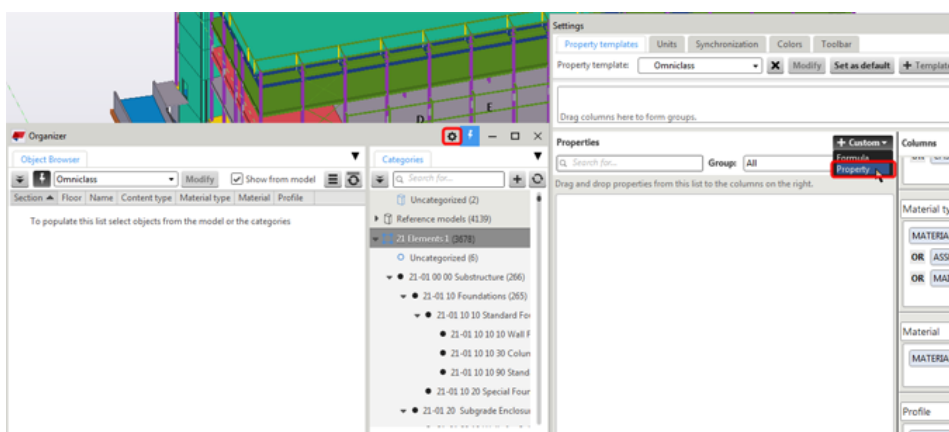 D
E
Organizer
Object Browser
Omniclass
Modify
Show from model
Section Floor Name Content type Material type Material Profile
To populate this list select objects from the model or the categories
Categories
Search for...
Uncategorized (2)
Reference models (4139)
21 Elements 1 (3678)
Uncategorized (6)
21-01 00 00 Substructure (266)
21-01 10 Foundations (265)
21-01 10 10 Standard Fo
21-01 10 10 10 Wall F
21-01 10 10 30 Colun
21-01 10 10 90 Stand
21-01 10 20 Special Four
21-01 20 Subgrade Enclosu
Settings
Property templates Units Synchronization Colors Toolbar
Property template: Omniclass Modify Set as default + Template
Drag columns here to form groups.
Properties
+ Custom
Formula
Property
Search for...
Group: All
Drag and drop properties from this list to the columns on the right.
Columns
Material ty
MATERIA
OR ASS
OR MA
Material
MATERIA
Profile